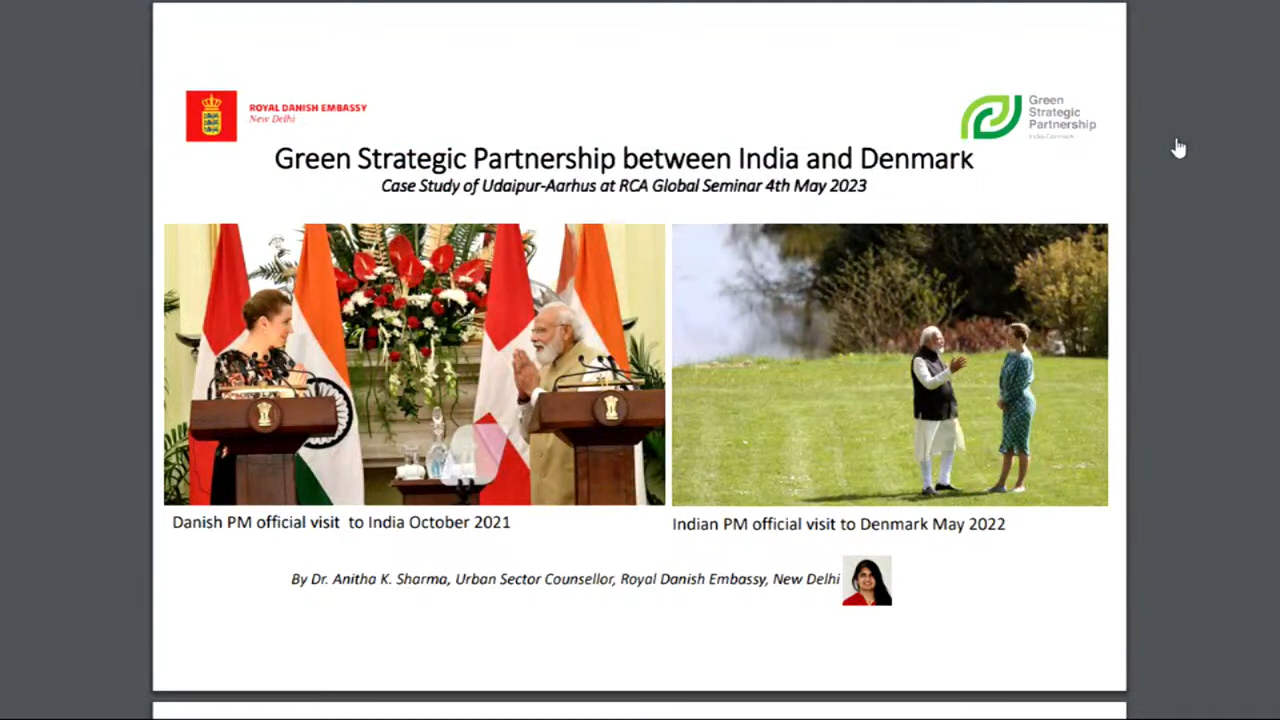 ROYAL DANISH EMBASSY
New Delhi
Green
Strategic
Partnership
India-Denmark
Green Strategic Partnership between India and Denmark
Case Study of Udaipur-Aarhus at RCA Global Seminar 4th May 2023
Danish PM official visit to India October 2021
Indian PM official visit to Denmark May 2022
By Dr. Anitha K. Sharma, Urban Sector Counsellor, Royal Danish Embassy, New Delhi